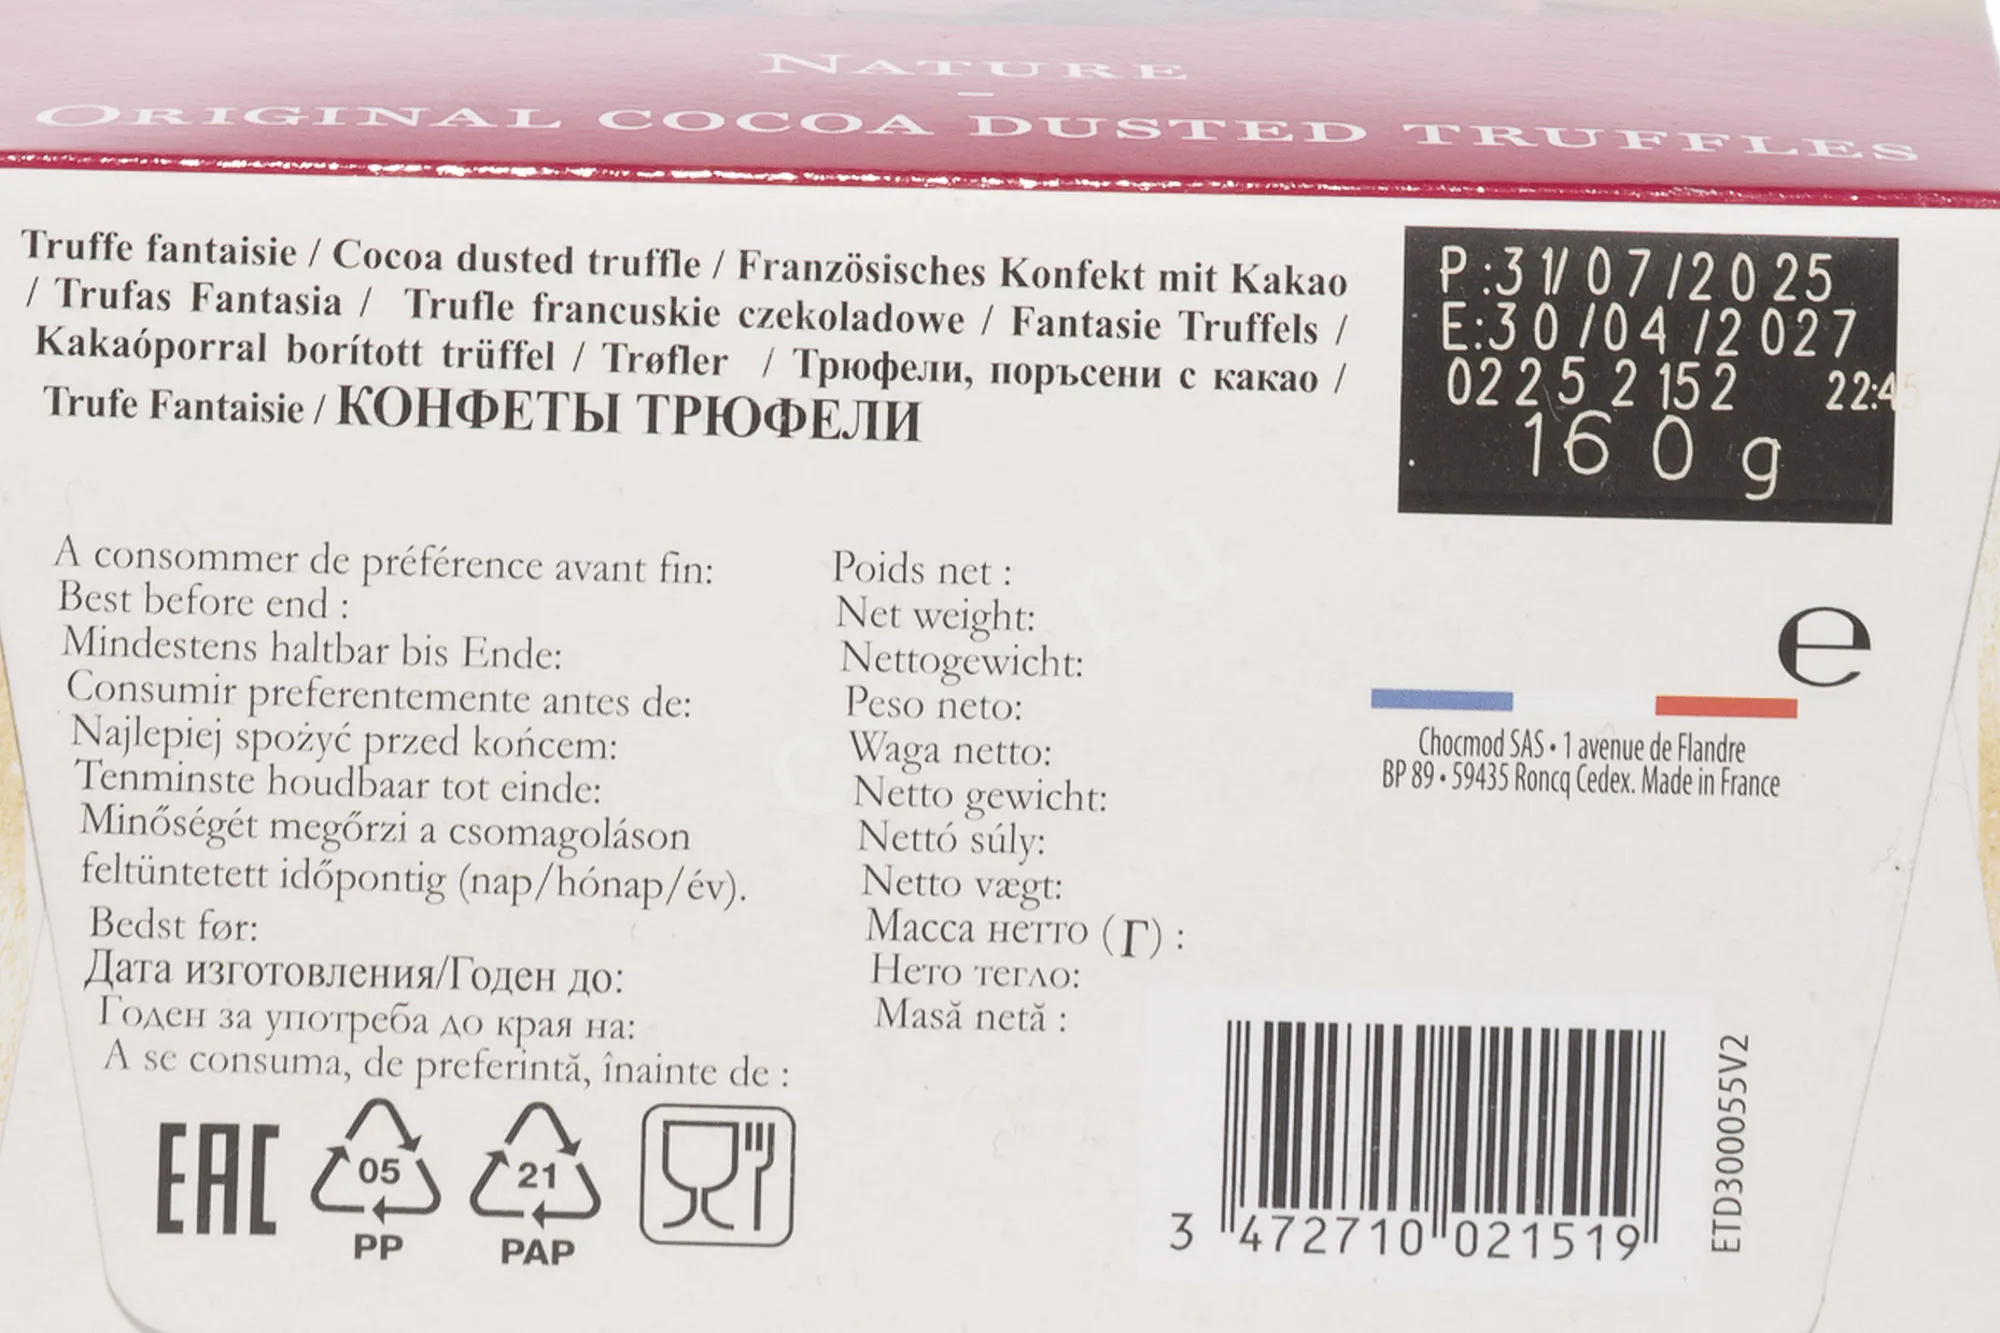 NATURE
ORIGINAL COCOA DUSTED TRUFFLES
Truffe fantaisie / Cocoa dusted truffle / Französisches Konfekt mit Kakao
/ Trufas Fantasia / Trufle francuskie czekoladowe / Fantasie Truffels /
Kakaóporral borított trüffel / Trøfler / Трюфели, поръсени с какао /
Trufe Fantaisie / КОНФЕТЫ ТРЮФЕЛИ
P:31/07/2025
E:30/04/2027
02252152 22:45
160 g
A consommer de préférence avant fin:
Best before end :
Mindestens haltbar bis Ende:
Consumir preferentemente antes de:
Najlepiej spożyć przed końcem:
Tenminste houdbaar tot einde:
Minőségét megőrzi a csomagoláson
feltüntetett időpontig (nap/hónap/év).
Bedst før:
Дата изготовления/Годен до:
Годен за употреба до края на:
A se consuma, de preferintă, înainte de :
Poids net :
Net weight:
Nettogewicht:
Peso neto:
Waga netto:
Netto gewicht:
Nettó súly:
Netto vægt:
Масса нетто (Г) :
Нето тегло:
Masă netă :
e
Chocmod SAS • 1 avenue de Flandre
BP 89 • 59435 Roncq Cedex. Made in France
EAC
05
PP
21
PAP
3 472710 021519
ETD300055V2